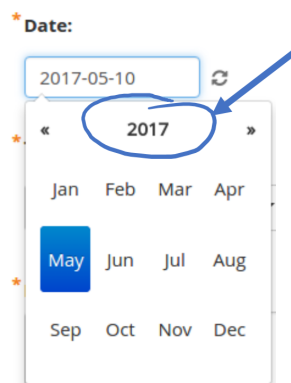 * Date:
2017-05-10
« 2017 »
*
Jan Feb Mar Apr
May Jun Jul Aug
*
Sep Oct Nov Dec